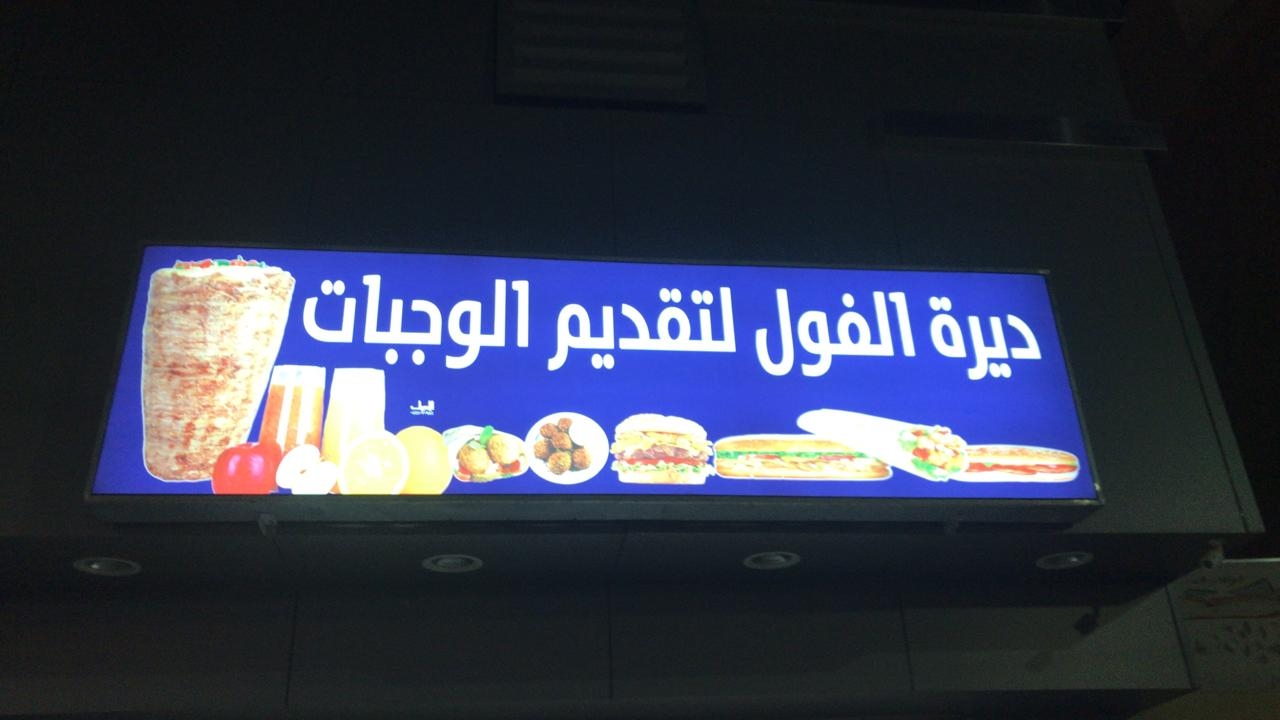 ديرة الفول لتقديم الوجبات